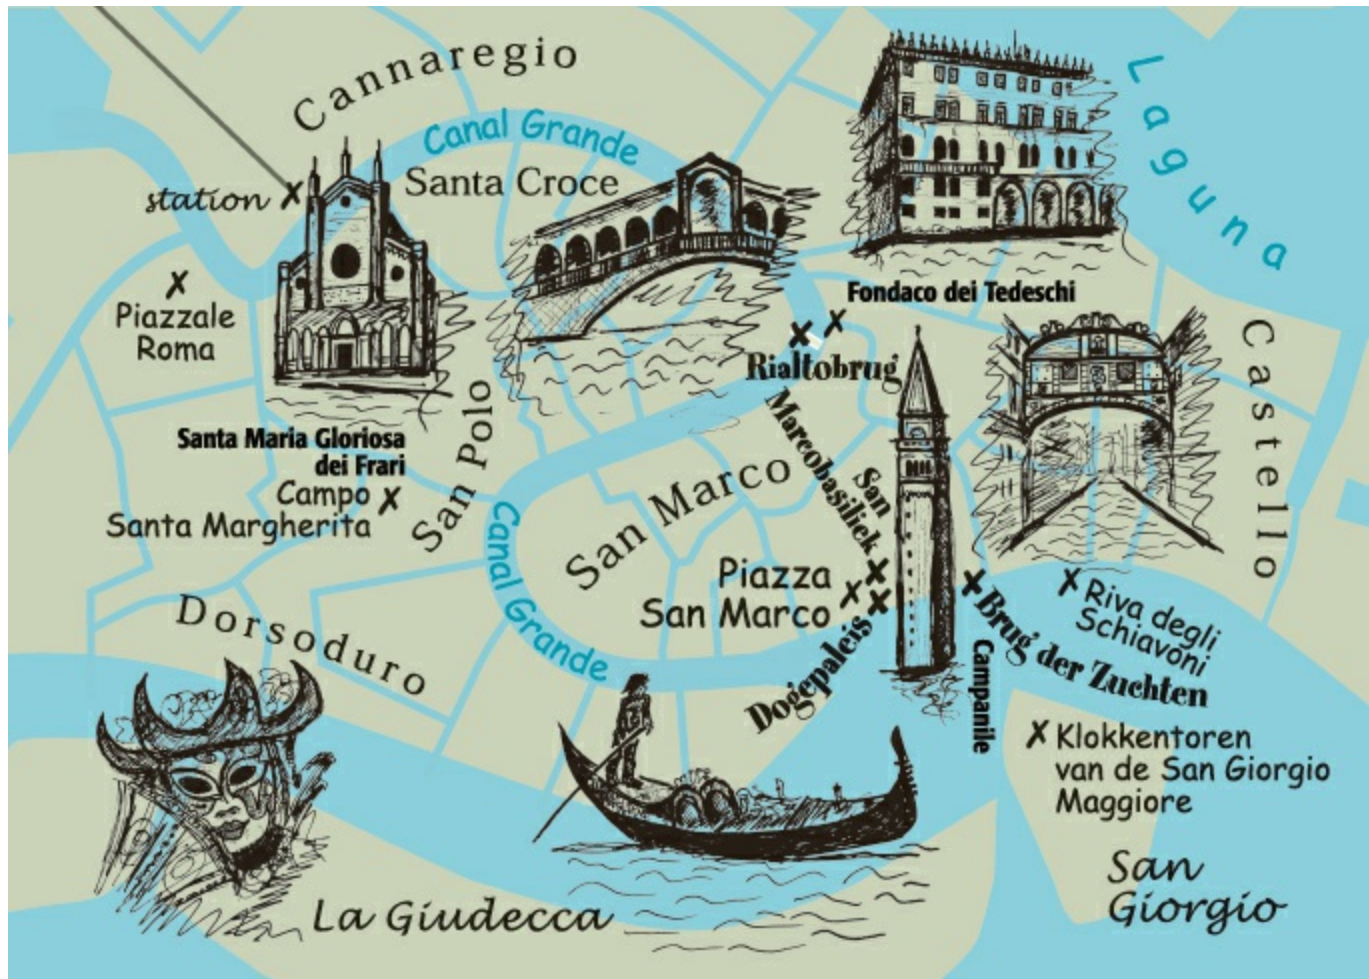 Cannaregio
Canal Grande
Laguna
station
Santa Croce
Piazzale
Roma
Fondaco dei Tedeschi
Rialtobrug
Castello
Santa Maria Gloriosa
dei Frari
San Polo
Campo
Santa Margherita
San Marco
San
Marcobasiliek
Canal Grande
Piazza
San Marco
Dogepaleis
Campanile
Brug der Zuchten
Riva degli
Schiavoni
Dorsoduro
Klokkentoren
van de San Giorgio
Maggiore
La Giudecca
San
Giorgio